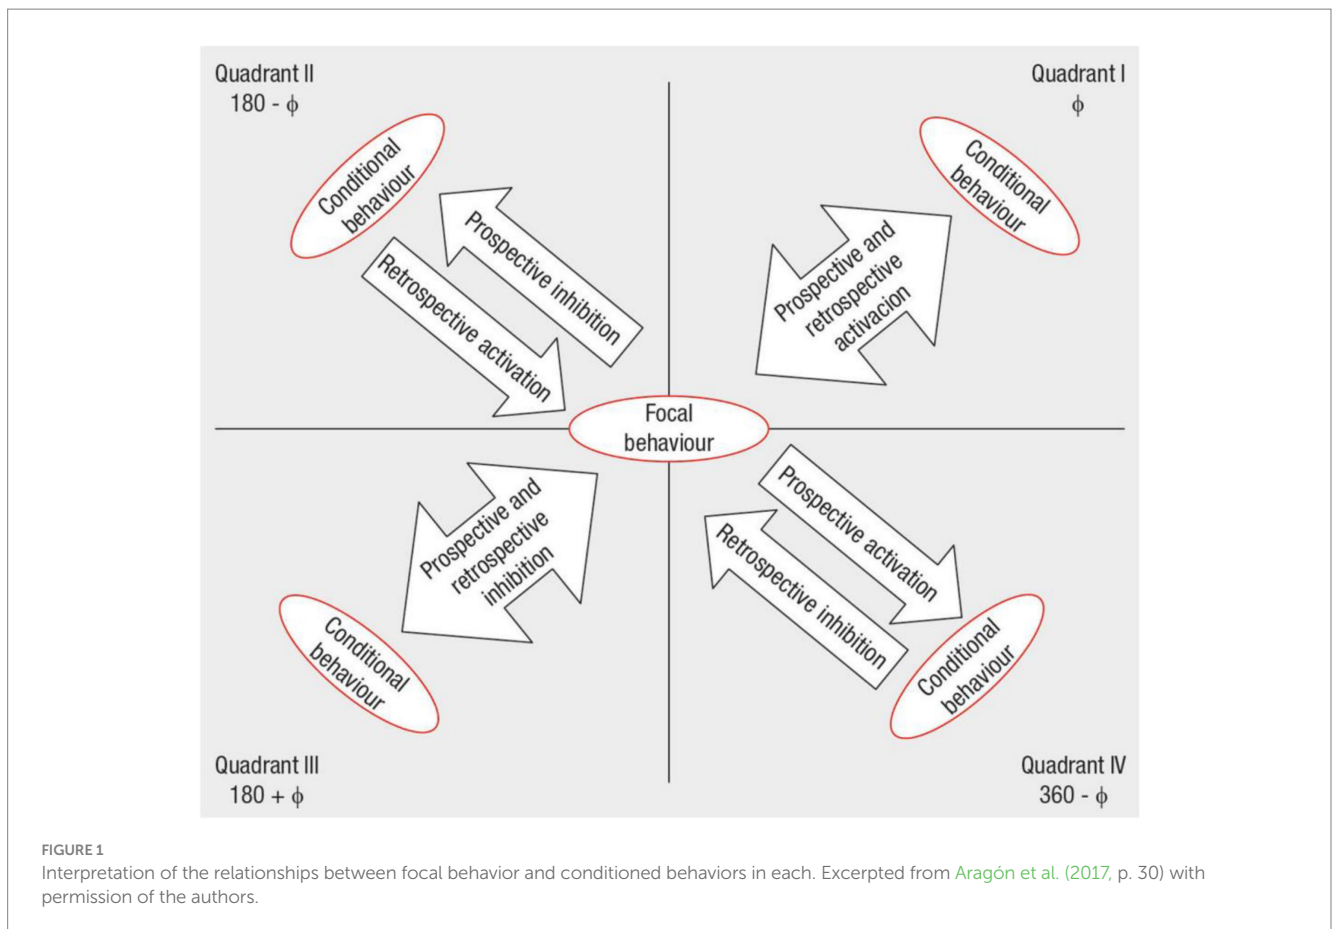 Quadrant II
180 - ϕ
Quadrant I
ϕ
Conditional
behaviour
Conditional
behaviour
Prospective inhibition
Retrospective activation
Prospective and
retrospective
activacion
Focal
behaviour
Prospective and
retrospective
inhibition
Prospective activation
Retrospective inhibition
Conditional
behaviour
Conditional
behaviour
Quadrant III
180 + ϕ
Quadrant IV
360 - ϕ
FIGURE 1
Interpretation of the relationships between focal behavior and conditioned behaviors in each. Excerpted from Aragón et al. (2017, p. 30) with
permission of the authors.